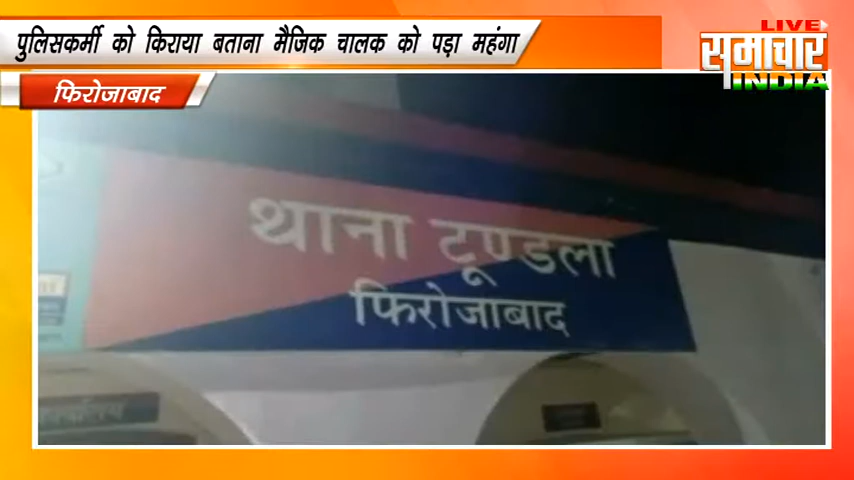 पुलिसकर्मी को किराया बताना मैजिक चालक को पड़ा महंगा
LIVE
समाचार
INDIA
फिरोजाबाद
थाना टूण्डला
फिरोजाबाद